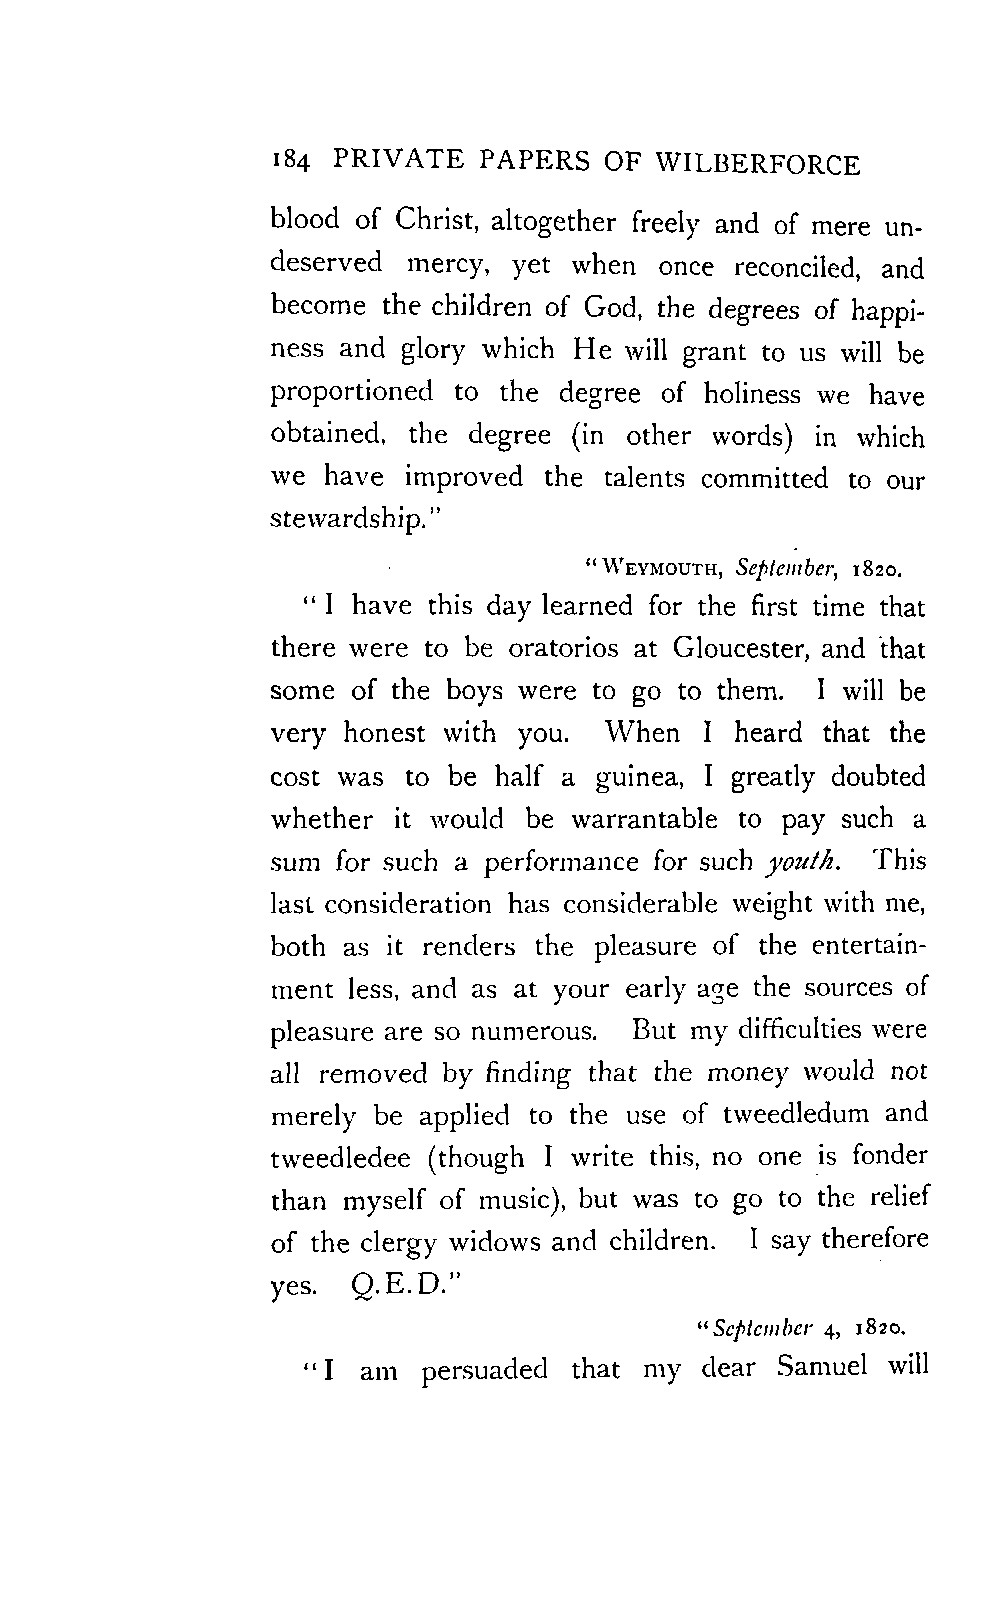 184 PRIVATE PAPERS OF WILBERFORCE
blood of Christ, altogether freely and of mere un-
deserved mercy, yet when once reconciled, and
become the children of God, the degrees of happi-
ness and glory which He will grant to us will be
proportioned to the degree of holiness we have
obtained, the degree (in other words) in which
we have improved the talents committed to our
stewardship."
"WEYMOUTH, September, 1820.
"I have this day learned for the first time that
there were to be oratorios at Gloucester, and that
some of the boys were to go to them. I will be
very honest with you. When I heard that the
cost was to be half a guinea, I greatly doubted
whether it would be warrantable to pay such a
sum for such a performance for such youth. This
last consideration has considerable weight with me,
both as it renders the pleasure of the entertain-
ment less, and as at your early age the sources of
pleasure are so numerous. But my difficulties were
all removed by finding that the money would not
merely be applied to the use of tweedledum and
tweedledee (though I write this, no one is fonder
than myself of music), but was to go to the relief
of the clergy widows and children. I say therefore
yes. Q.E.D."
"September 4, 1820.
"I am persuaded that my dear Samuel will